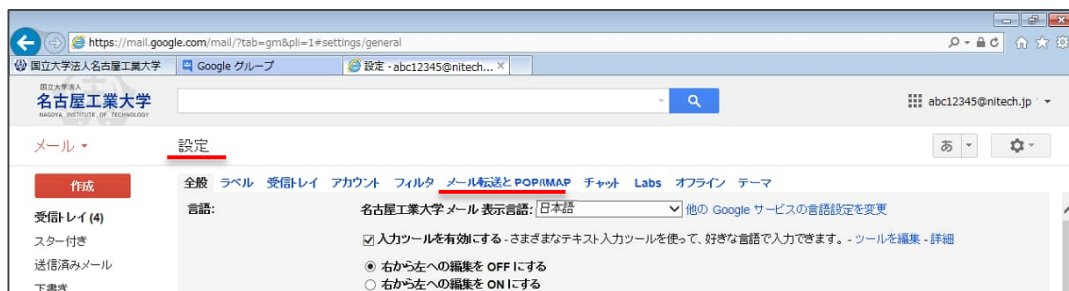 https://mail.google.com/mail/?tab=gm&pli=1#settings/general
国立大学法人名古屋工業大学 Google グループ 設定 - abc12345@nitech...
国立大学法人
名古屋工業大学
NAGOYA INSTITUTE OF TECHNOLOGY
abc12345@nitech.jp
メール 設定 あ
作成 全般 ラベル 受信トレイ アカウント フィルタ メール転送と POP/IMAP チャット Labs オフライン テーマ
言語: 名古屋工業大学 メール 表示言語: 日本語 他の Google サービスの言語設定を変更
受信トレイ (4)
入力ツールを有効にする - さまざまなテキスト入力ツールを使って、好きな言語で入力できます。 - ツールを編集 - 詳細
スター付き
送信済みメール 右から左への編集を OFF にする
下書き 右から左への編集を ON にする